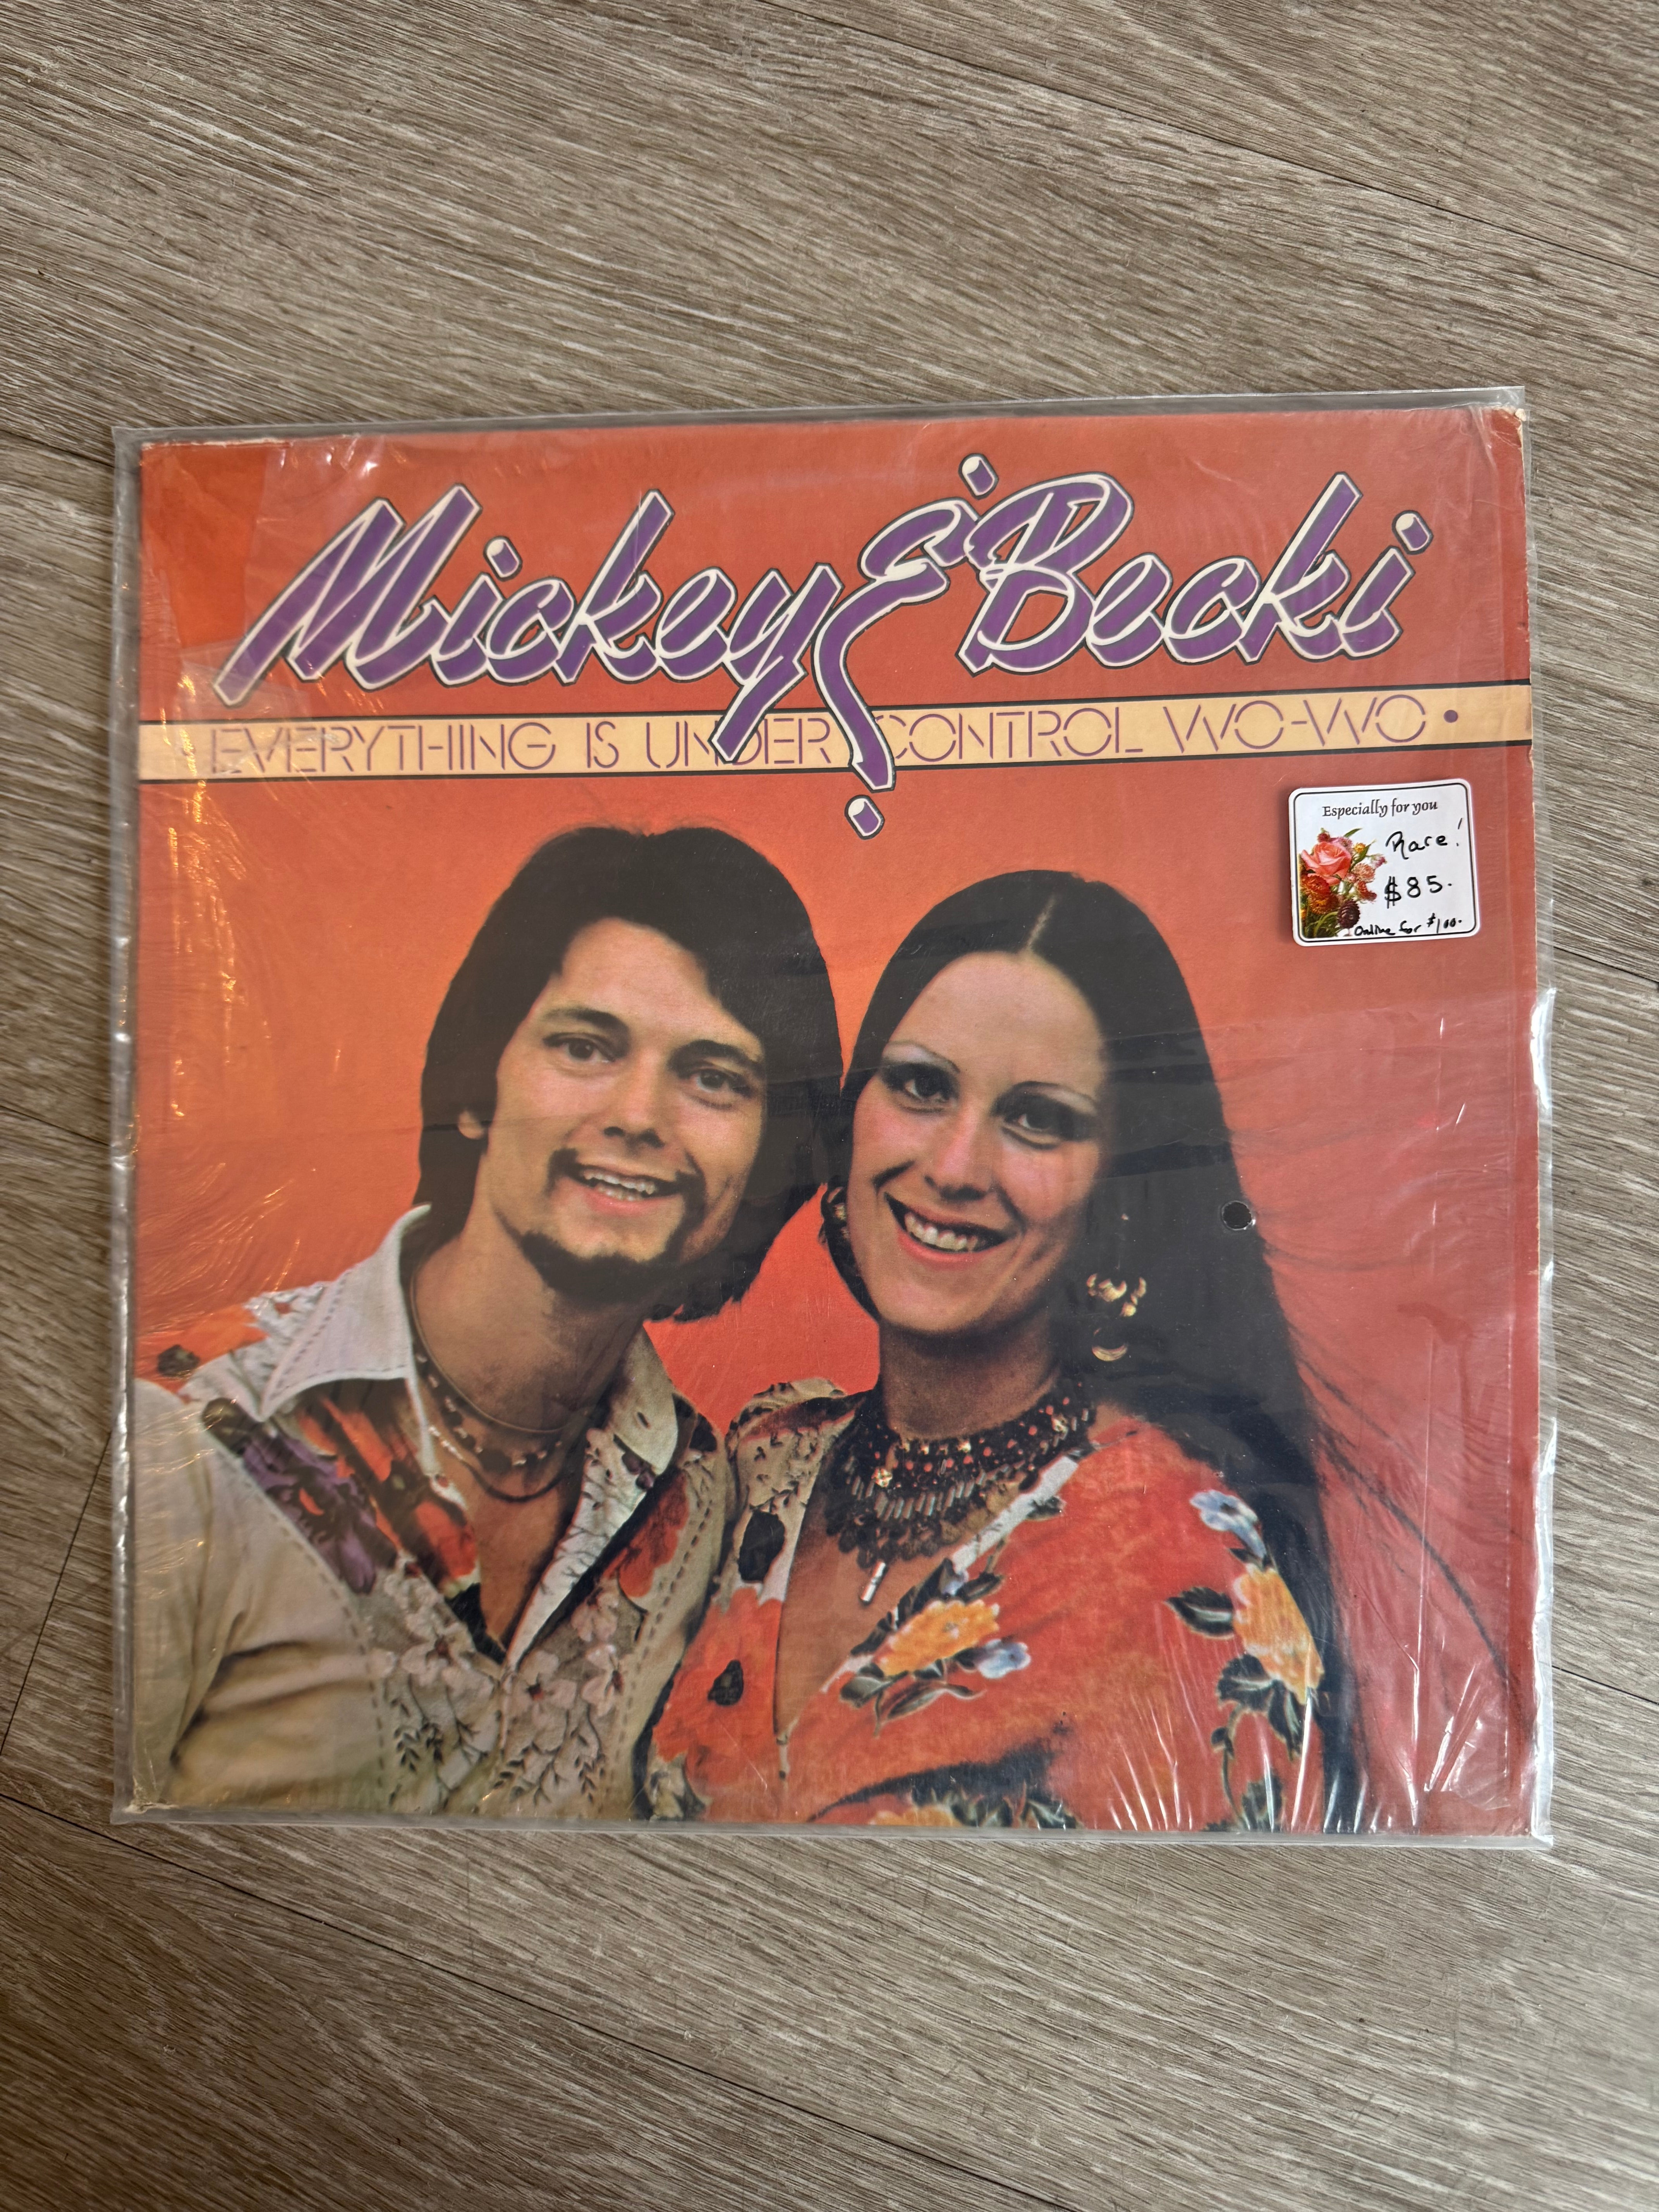 Mickey & Becki
EVERYTHING IS UNDER CONTROL WO-WO •
Especially for you
Rare!
$85.
Online for $100.